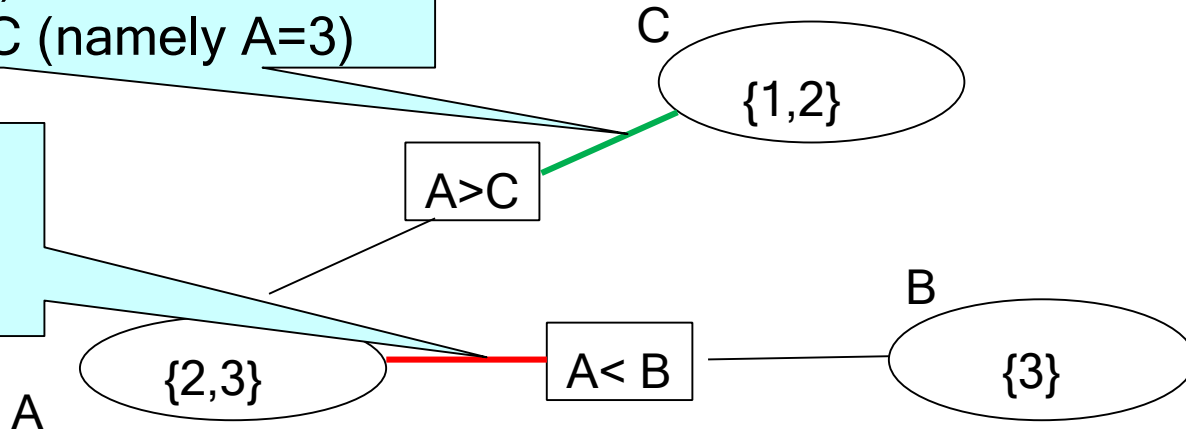 C (namely A=3)
C
{1,2}
A>C
B
A< B
{3}
{2,3}
A